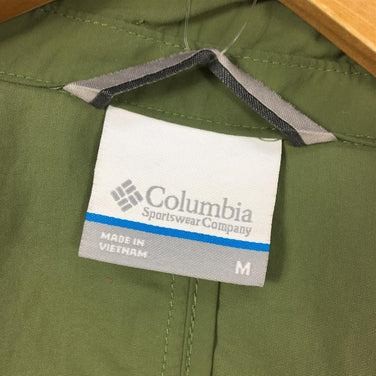 Columbia
Sportswear Company
MADE IN
VIETNAM
M